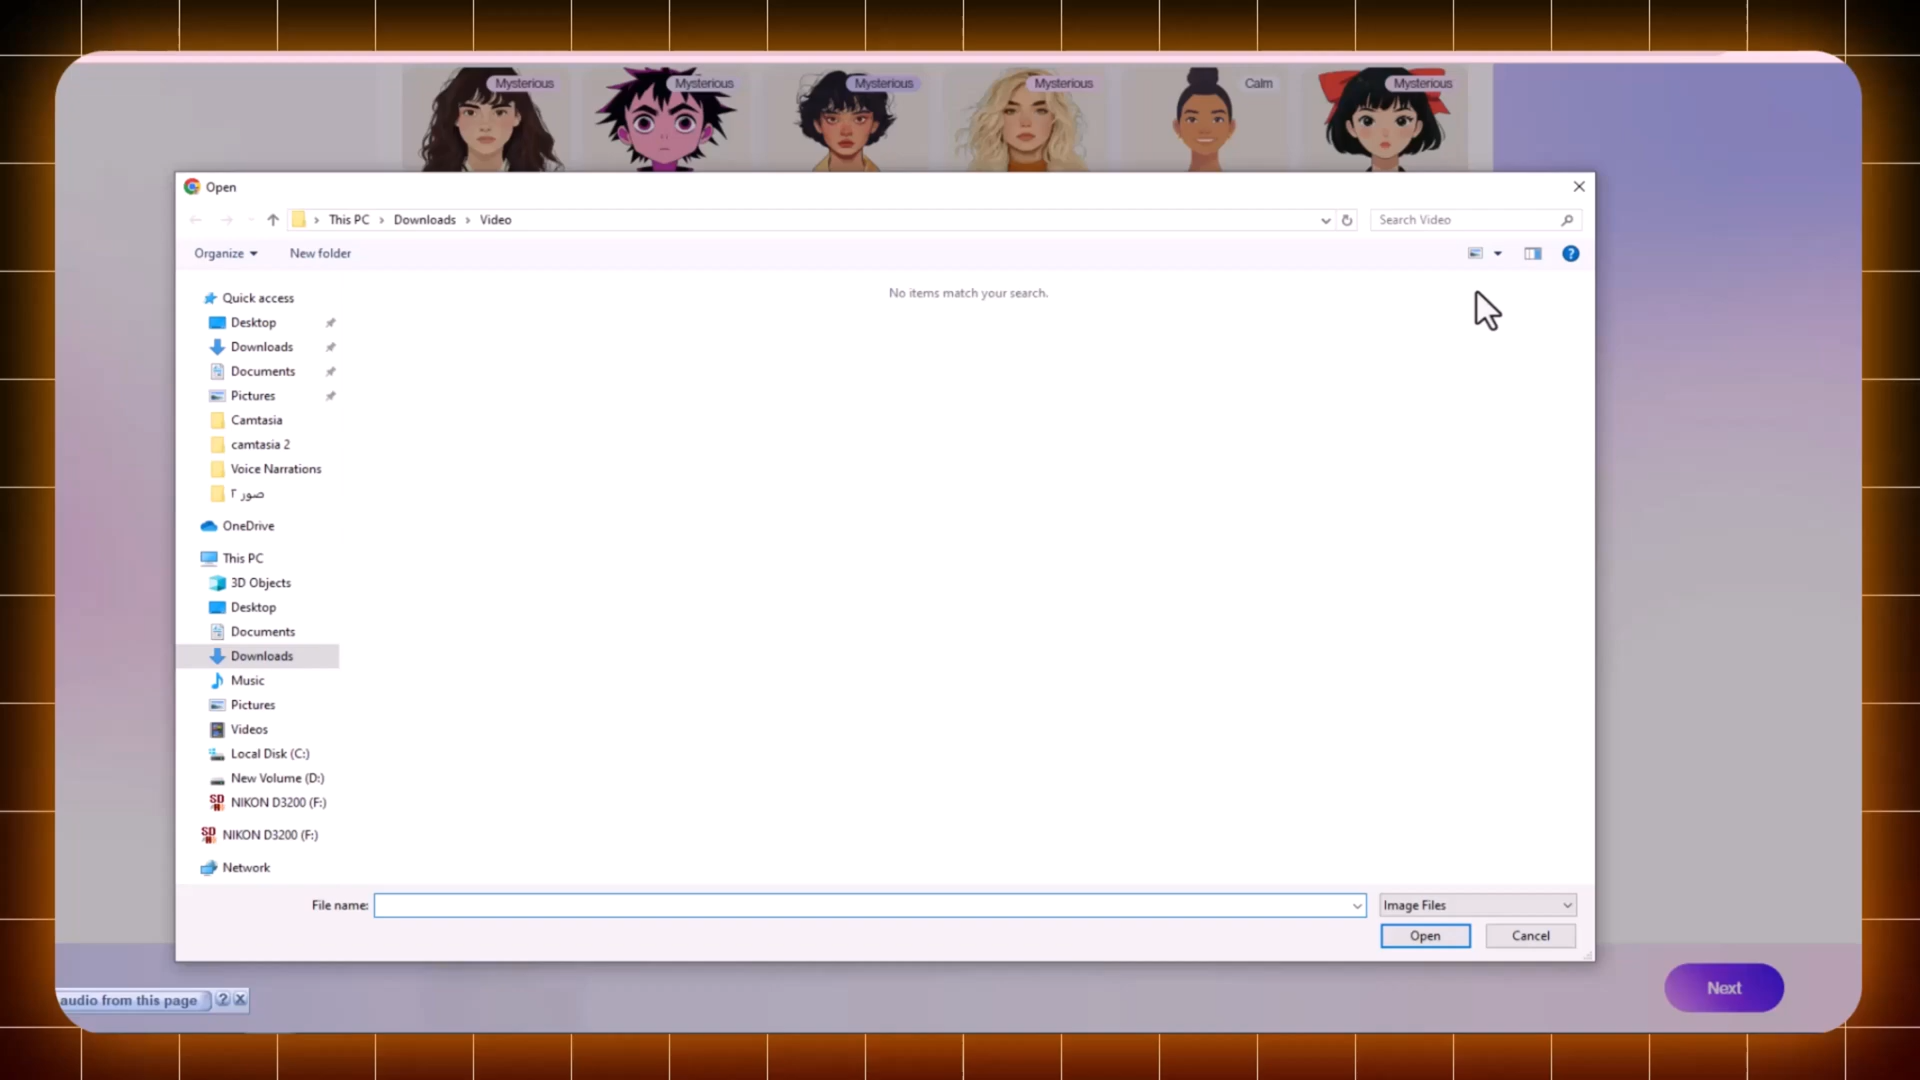 Mysterious Mysterious Mysterious Mysterious Calm Mysterious
Open
This PC > Downloads > Video
Search Video
Organize New folder
No items match your search.
Quick access
Desktop
Downloads
Documents
Pictures
Camtasia
camtasia 2
Voice Narrations
صور ٢
OneDrive
This PC
3D Objects
Desktop
Documents
Downloads
Music
Pictures
Videos
Local Disk (C:)
New Volume (D:)
NIKON D3200 (F:)
NIKON D3200 (F:)
Network
File name:
Image Files
Open Cancel
Next
audio from this page ?